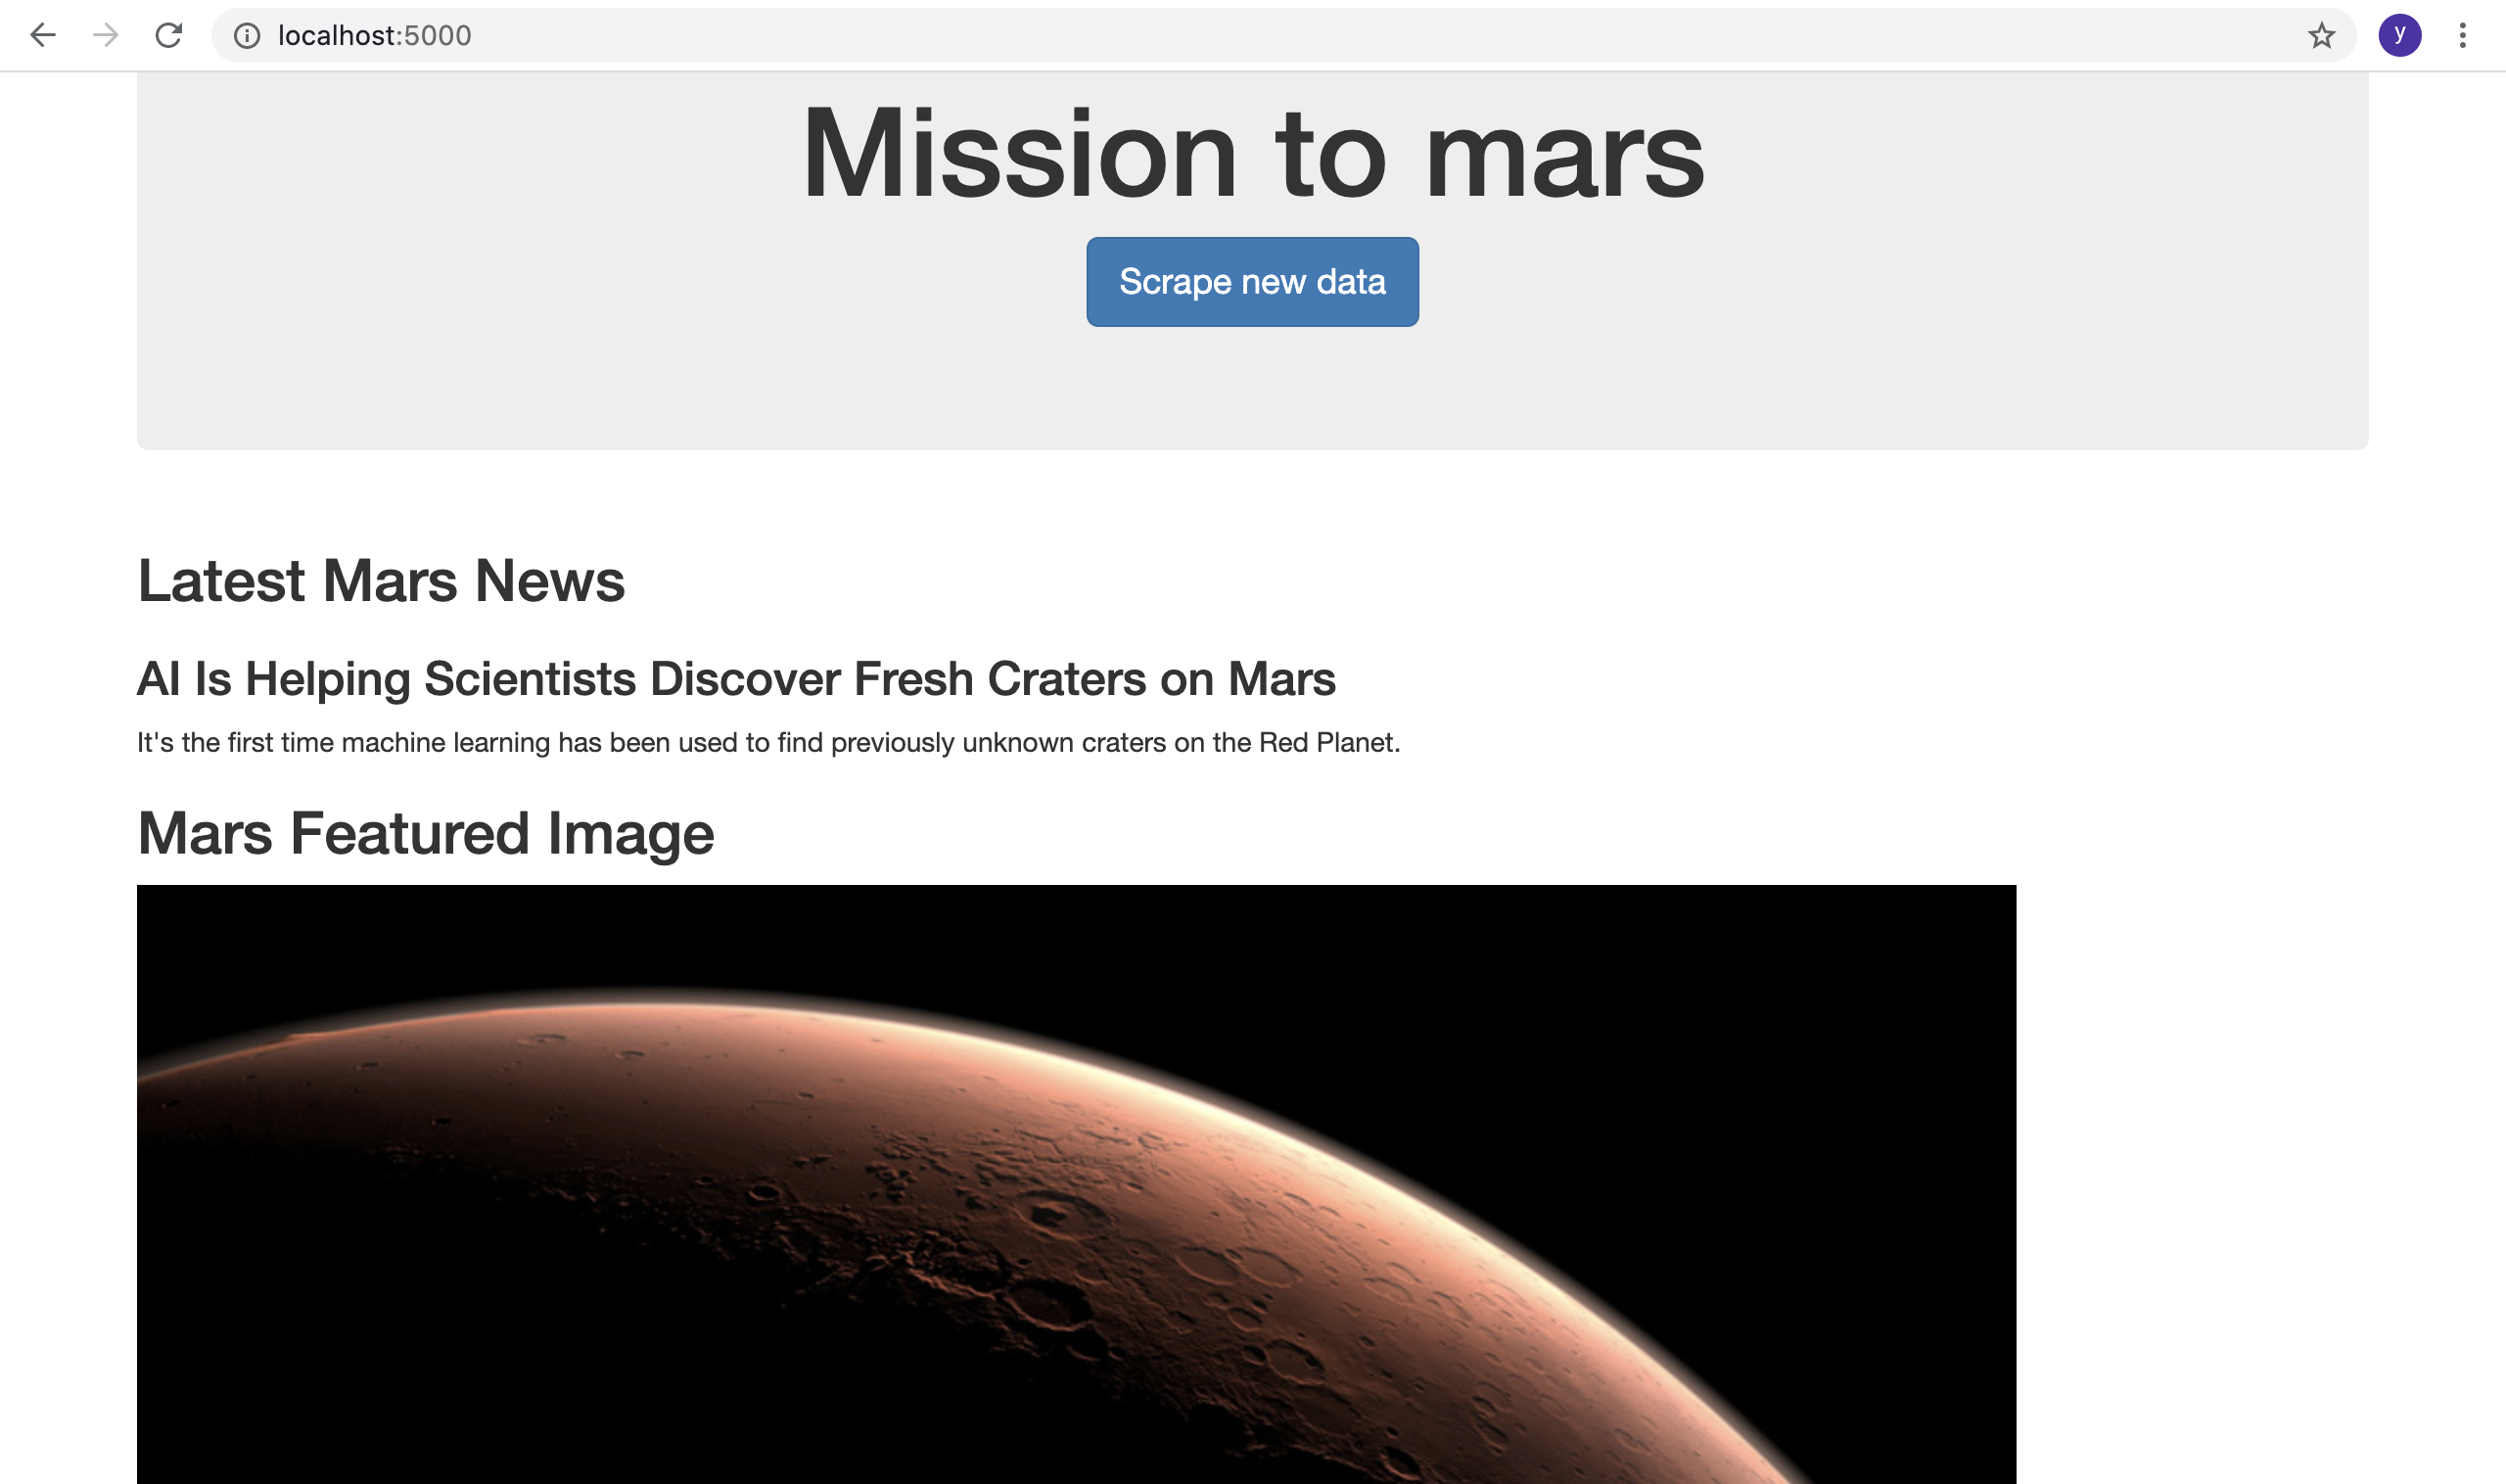 localhost:5000
y
Mission to mars
Scrape new data
Latest Mars News
AI Is Helping Scientists Discover Fresh Craters on Mars
It's the first time machine learning has been used to find previously unknown craters on the Red Planet.
Mars Featured Image